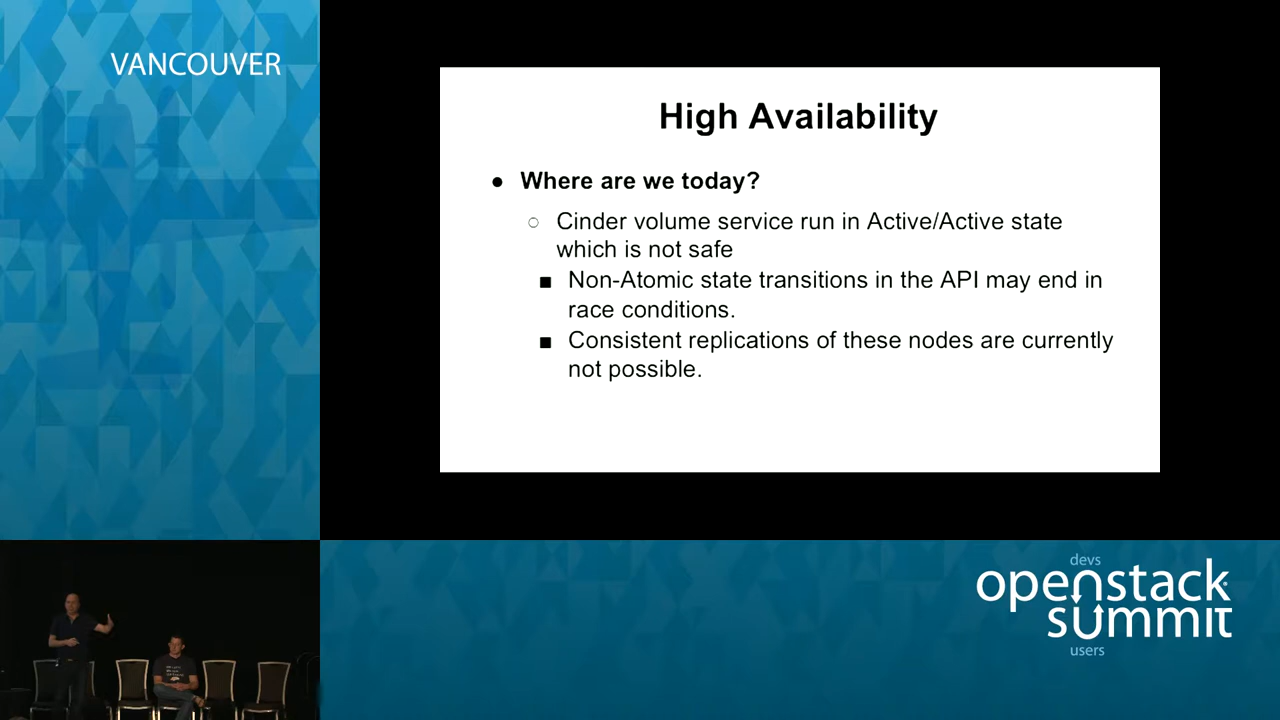 VANCOUVER
High Availability
● Where are we today?
○ Cinder volume service run in Active/Active state
which is not safe
■ Non-Atomic state transitions in the API may end in
race conditions.
■ Consistent replications of these nodes are currently
not possible.
devs
openstack
summit
users